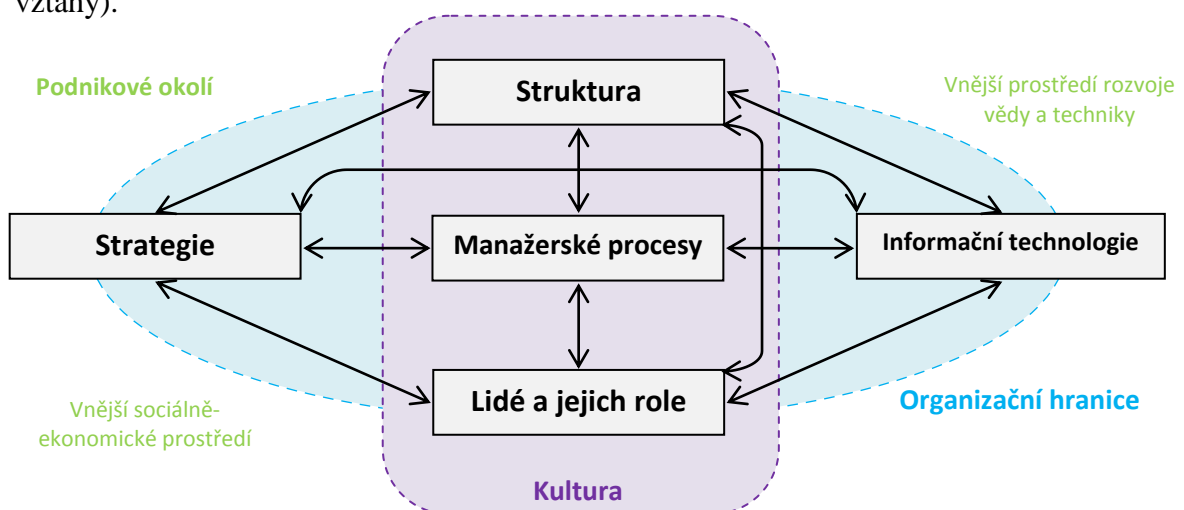 vztahy).
Podnikové okolí
Struktura
Vnější prostředí rozvoje
vědy a techniky
Strategie
Manažerské procesy
Informační technologie
Vnější sociálně-
ekonomické prostředí
Lidé a jejich role
Organizační hranice
Kultura